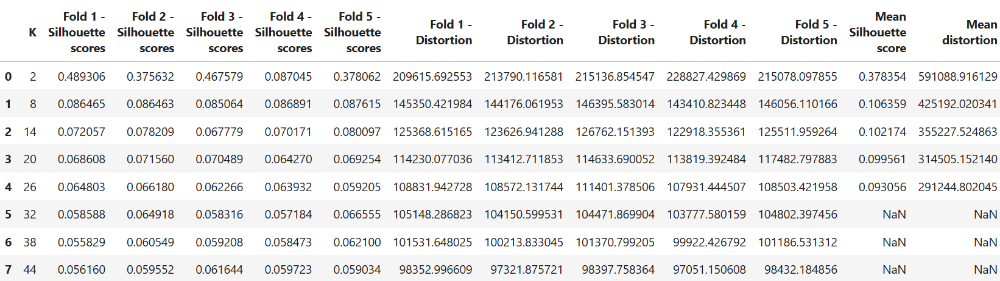 K Fold 1 - Silhouette scores Fold 2 - Silhouette scores Fold 3 - Silhouette scores Fold 4 - Silhouette scores Fold 5 - Silhouette scores Fold 1 - Distortion Fold 2 - Distortion Fold 3 - Distortion Fold 4 - Distortion Fold 5 - Distortion Mean Silhouette score Mean distortion
0 2 0.489306 0.375632 0.467579 0.087045 0.378062 209615.692553 213790.116581 215136.854547 228827.429869 215078.097855 0.378354 591088.916129
1 8 0.086465 0.086463 0.085064 0.086891 0.087615 145350.421984 144176.061953 146395.583014 143410.823448 146056.110166 0.106359 425192.020341
2 14 0.072057 0.078209 0.067779 0.070171 0.080097 125368.615165 123626.941288 126762.151393 122918.355361 125511.959264 0.102174 355227.524863
3 20 0.068608 0.071560 0.070489 0.064270 0.069254 114230.077036 113412.711853 114633.690052 113819.392484 117482.797883 0.099561 314505.152140
4 26 0.064803 0.066180 0.062266 0.063932 0.059205 108831.942728 108572.131744 111401.378506 107931.444507 108503.421958 0.093056 291244.802045
5 32 0.058588 0.064918 0.058316 0.057184 0.066555 105148.286823 104150.599531 104471.869904 103777.580159 104802.397456 NaN NaN
6 38 0.055829 0.060549 0.059208 0.058473 0.062100 101531.648025 100213.833045 101370.799205 99922.426792 101186.531312 NaN NaN
7 44 0.056160 0.059552 0.061644 0.059723 0.059034 98352.996609 97321.875721 98397.758364 97051.150608 98432.184856 NaN NaN